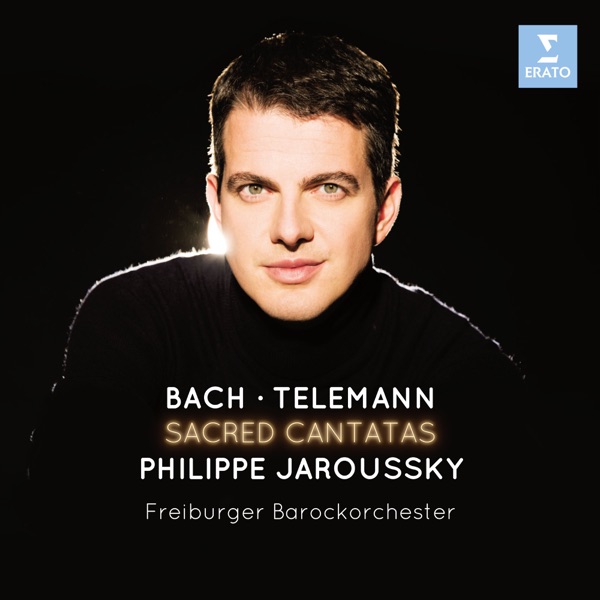 ERATO
BACH · TELEMANN
SACRED CANTATAS
PHILIPPE JAROUSSKY
Freiburger Barockorchester